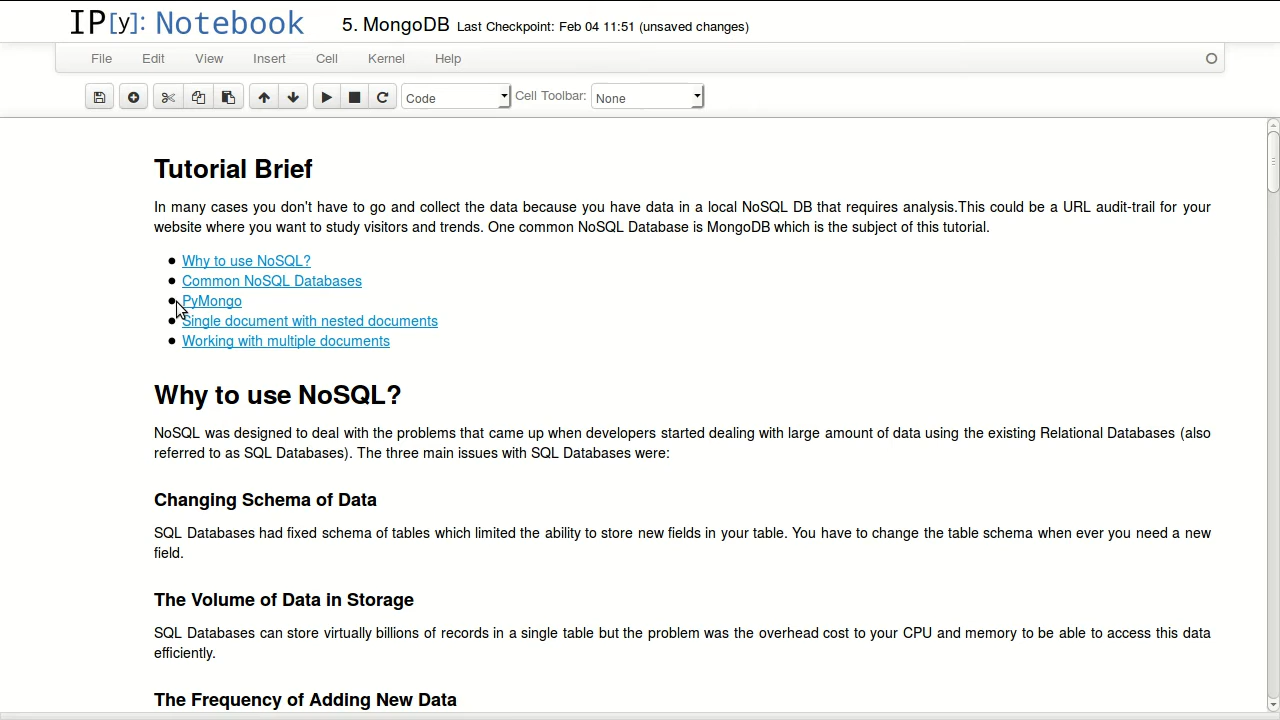 IP[y]: Notebook
5. MongoDB Last Checkpoint: Feb 04 11:51 (unsaved changes)
File Edit View Insert Cell Kernel Help
Code Cell Toolbar: None
Tutorial Brief
In many cases you don't have to go and collect the data because you have data in a local NoSQL DB that requires analysis.This could be a URL audit-trail for your
website where you want to study visitors and trends. One common NoSQL Database is MongoDB which is the subject of this tutorial.
Why to use NoSQL?
Common NoSQL Databases
PyMongo
Single document with nested documents
Working with multiple documents
Why to use NoSQL?
NoSQL was designed to deal with the problems that came up when developers started dealing with large amount of data using the existing Relational Databases (also
referred to as SQL Databases). The three main issues with SQL Databases were:
Changing Schema of Data
SQL Databases had fixed schema of tables which limited the ability to store new fields in your table. You have to change the table schema when ever you need a new
field.
The Volume of Data in Storage
SQL Databases can store virtually billions of records in a single table but the problem was the overhead cost to your CPU and memory to be able to access this data
efficiently.
The Frequency of Adding New Data